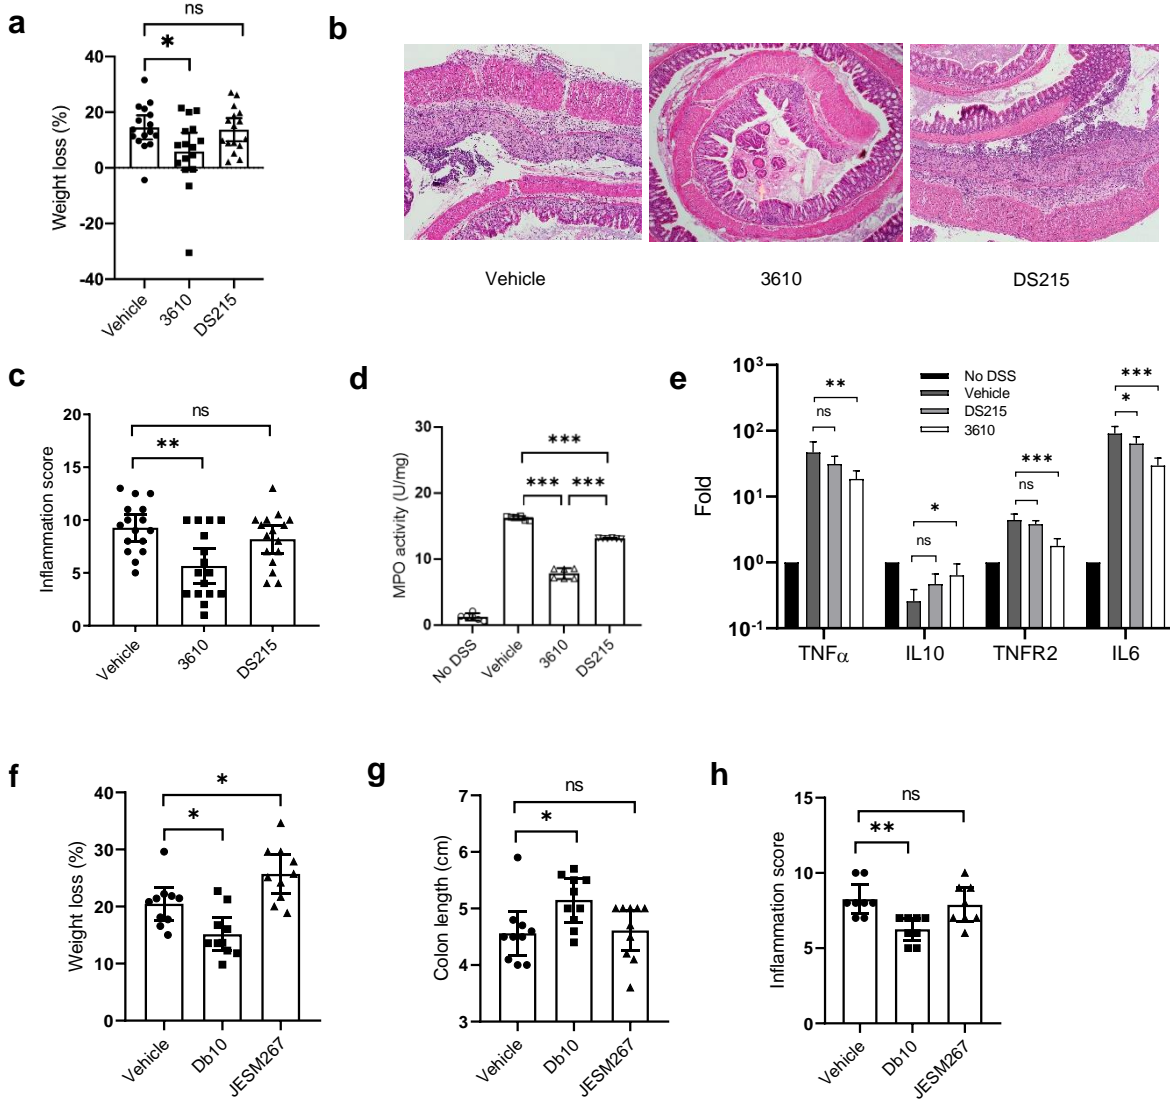 a
ns
*
40
20
0
-20
-40
Weight loss (%)
Vehicle
3610
DS215
b
Vehicle
3610
DS215
c
20
15
10
5
0
Inflammation score
ns
**
Vehicle
3610
DS215
d
30
20
10
0
MPO activity (U/mg)
***
*** ***
No DSS
Vehicle
3610
DS215
e
10³
10²
10¹
10⁰
10⁻¹
Fold
No DSS
Vehicle
DS215
3610
**
ns
*
ns
***
ns
***
*
TNFα
IL10
TNFR2
IL6
f
40
30
20
10
0
Weight loss (%)
*
*
Vehicle
Db10
JESM267
g
7
6
5
4
3
Colon length (cm)
ns
*
Vehicle
Db10
JESM267
h
15
10
5
0
Inflammation score
ns
**
Vehicle
Db10
JESM267